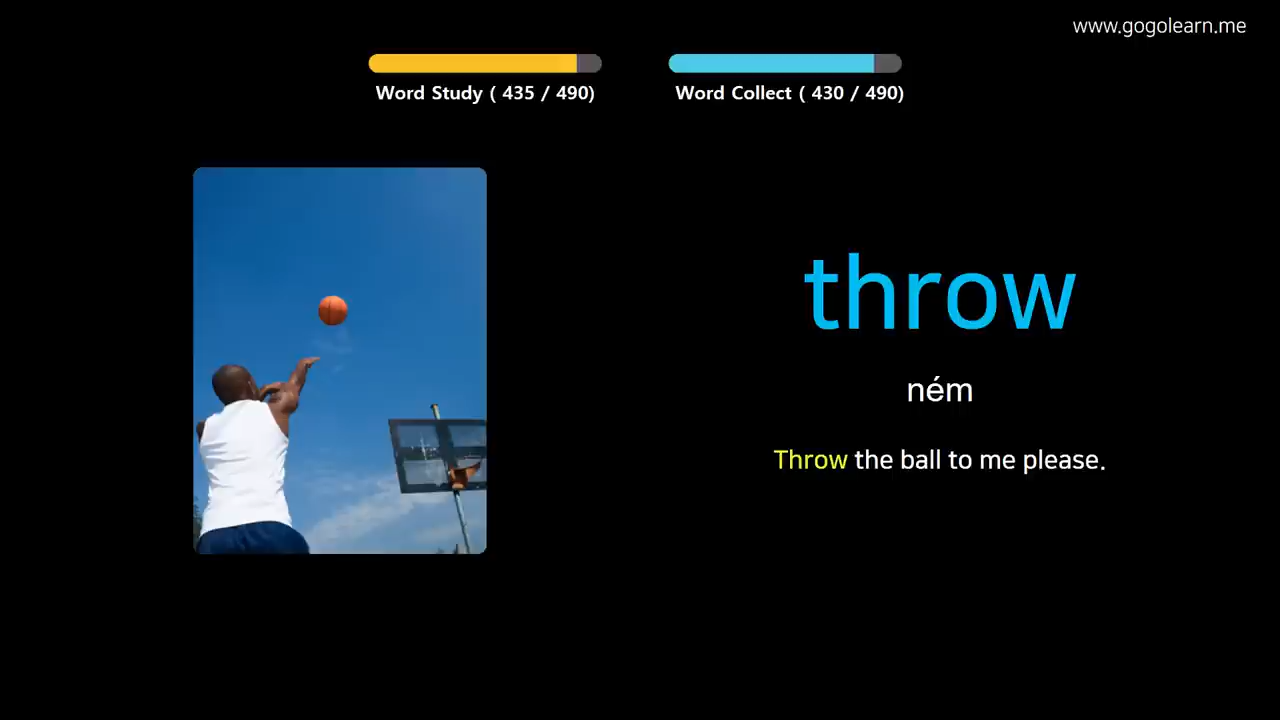 www.gogolearn.me
Word Study ( 435 / 490)
Word Collect ( 430 / 490)
throw
ném
Throw the ball to me please.